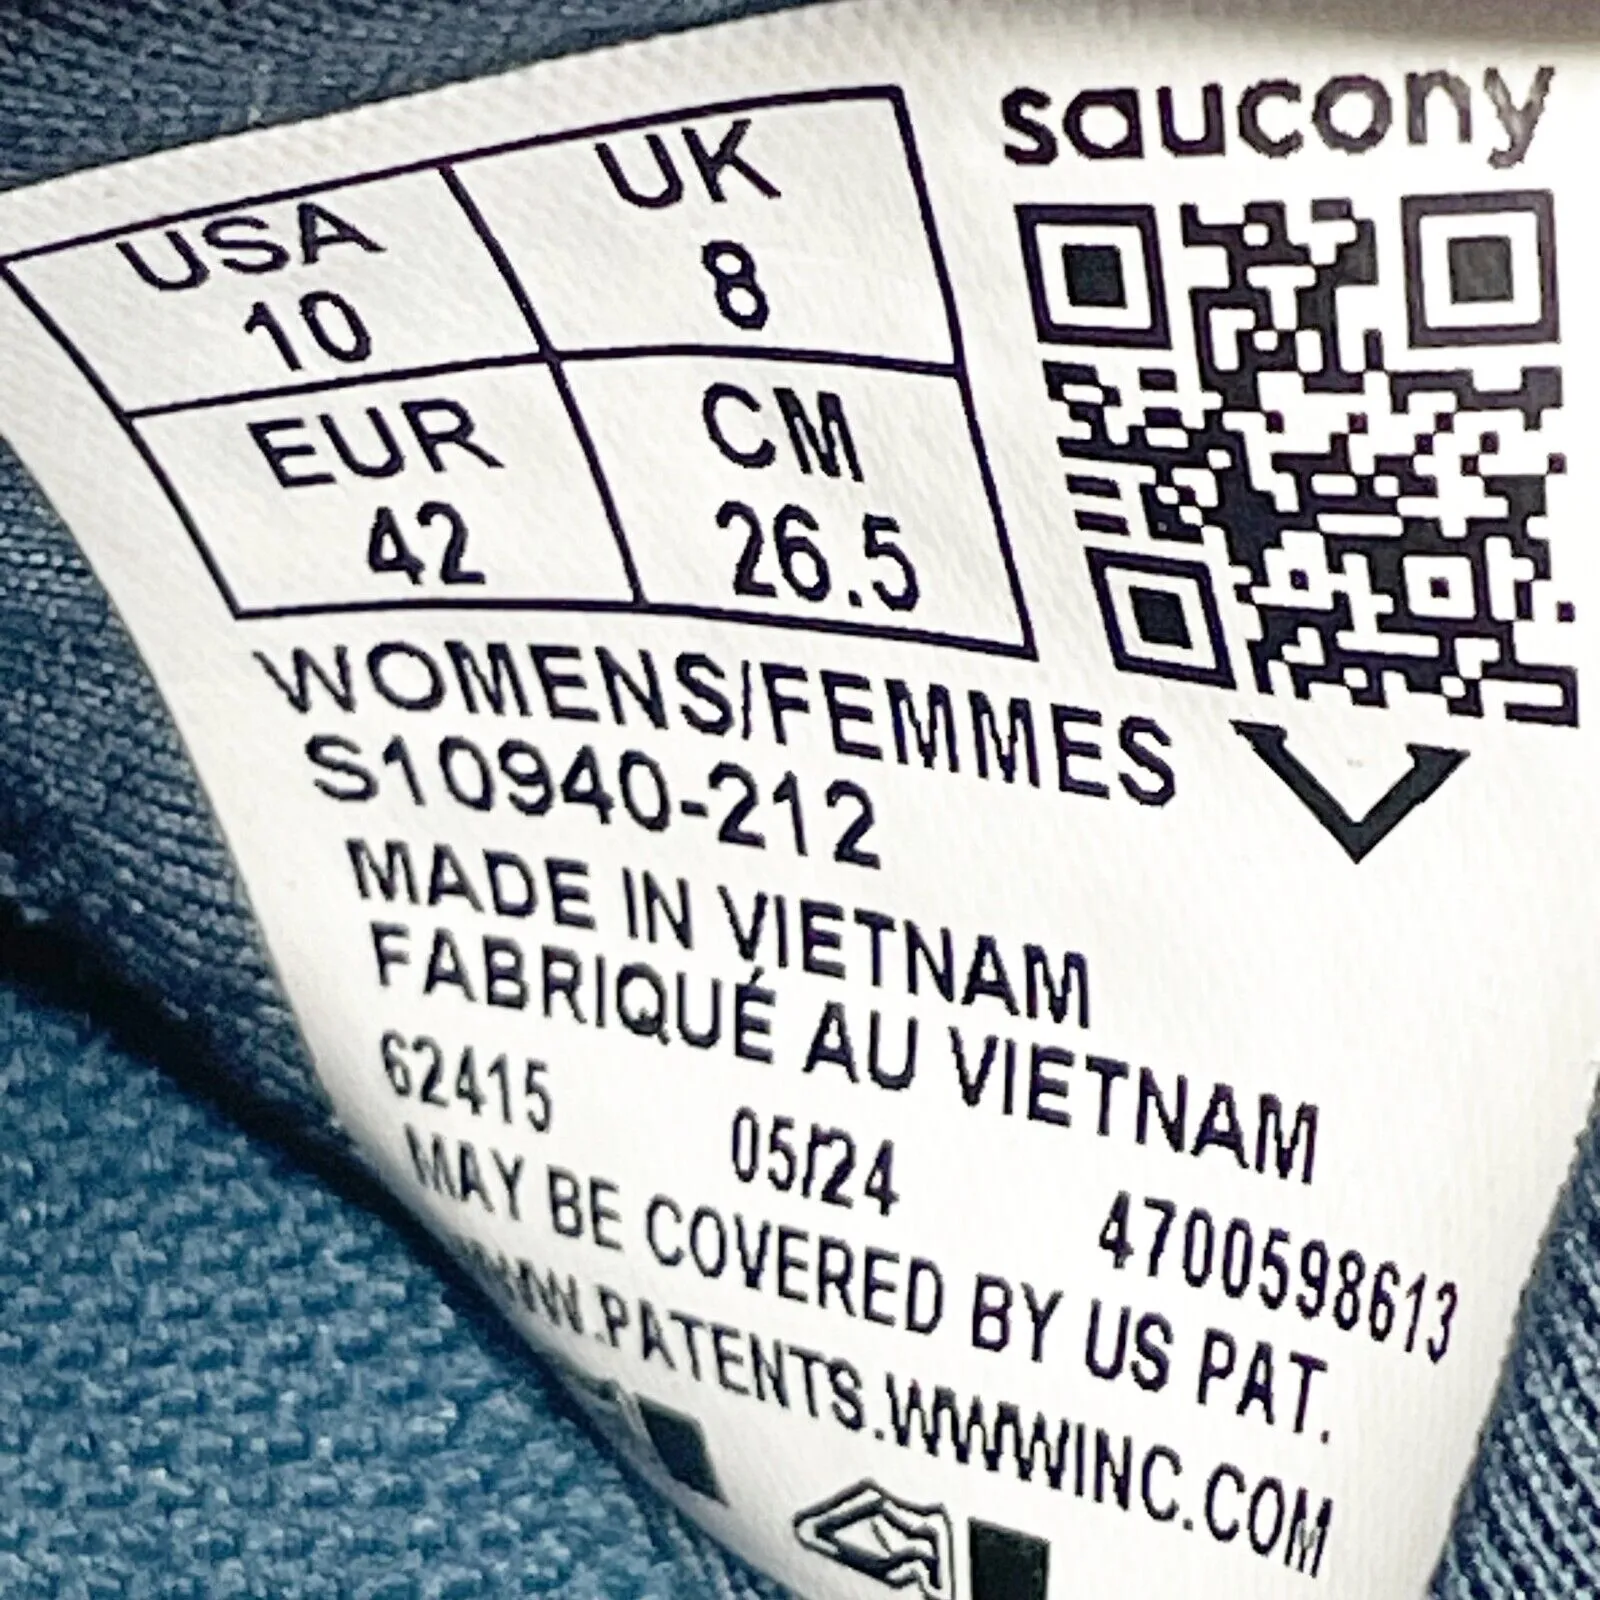 saucony
USA UK
10 8
EUR CM
42 26.5
WOMENS/FEMMES
S10940-212
MADE IN VIETNAM
FABRIQUÉ AU VIETNAM
62415 05/24 4700598613
MAY BE COVERED BY US PAT.
WWW.PATENTS.WWWINC.COM